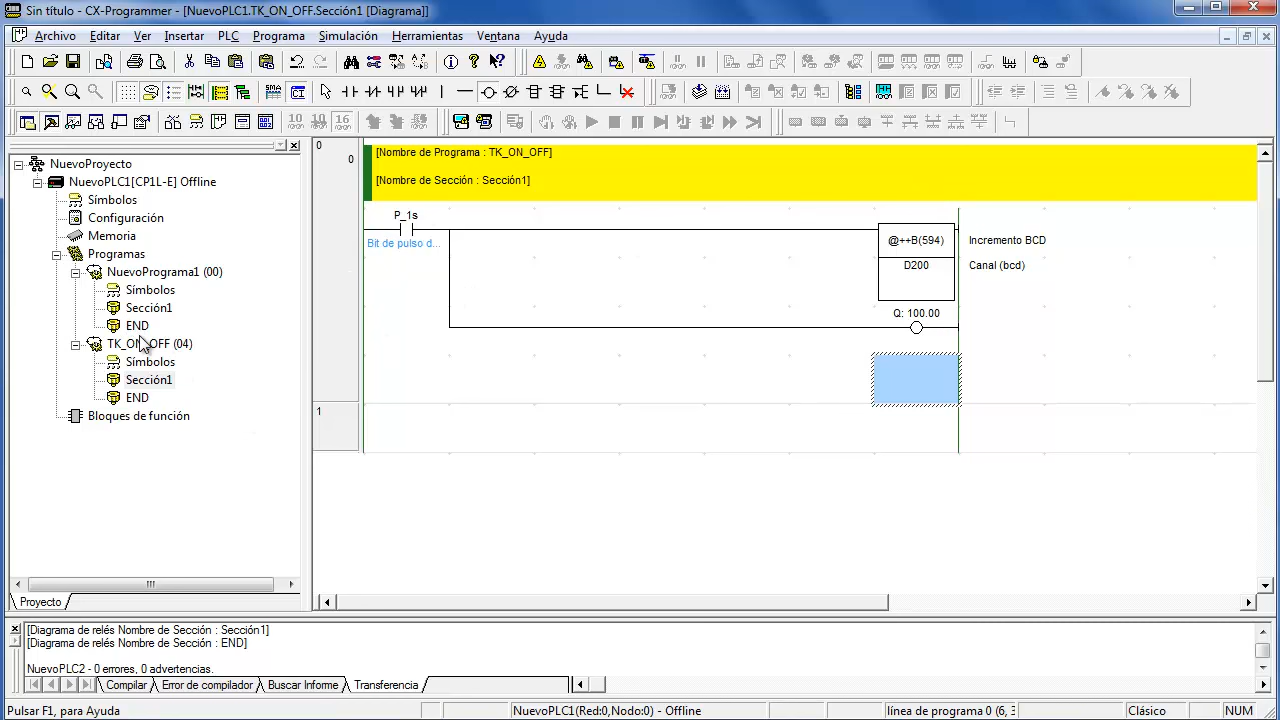 Sin título - CX-Programmer - [NuevoPLC1.TK_ON_OFF.Sección1 [Diagrama]]
Archivo Editar Ver Insertar PLC Programa Simulación Herramientas Ventana Ayuda
SMA
10 10 16
NuevoProyecto
NuevoPLC1[CP1L-E] Offline
Símbolos
Configuración
Memoria
Programas
NuevoPrograma1 (00)
Símbolos
Sección1
END
TK_ON_OFF (04)
Símbolos
Sección1
END
Bloques de función
Proyecto
0
0
[Nombre de Programa : TK_ON_OFF]
[Nombre de Sección : Sección1]
P_1s
Bit de pulso d...
@++B(594)
Incremento BCD
D200
Canal (bcd)
Q: 100.00
1
[Diagrama de relés Nombre de Sección : Sección1]
[Diagrama de relés Nombre de Sección : END]
NuevoPLC2 - 0 errores, 0 advertencias.
Compilar Error de compilador Buscar Informe Transferencia
Pulsar F1, para Ayuda
NuevoPLC1(Red:0,Nodo:0) - Offline
línea de programa 0 (6, 3
Clásico
NUM